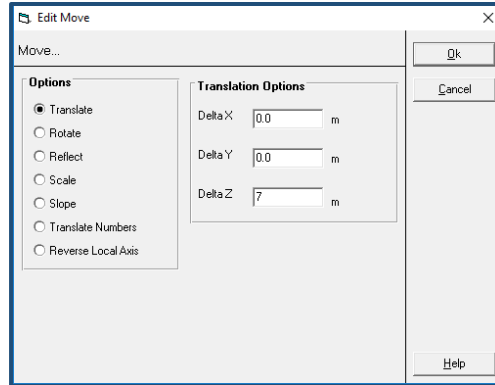 Edit Move
Move...
Ok
Cancel
Options
Translate
Rotate
Reflect
Scale
Slope
Translate Numbers
Reverse Local Axis
Translation Options
Delta X 0.0 m
Delta Y 0.0 m
Delta Z 7 m
Help